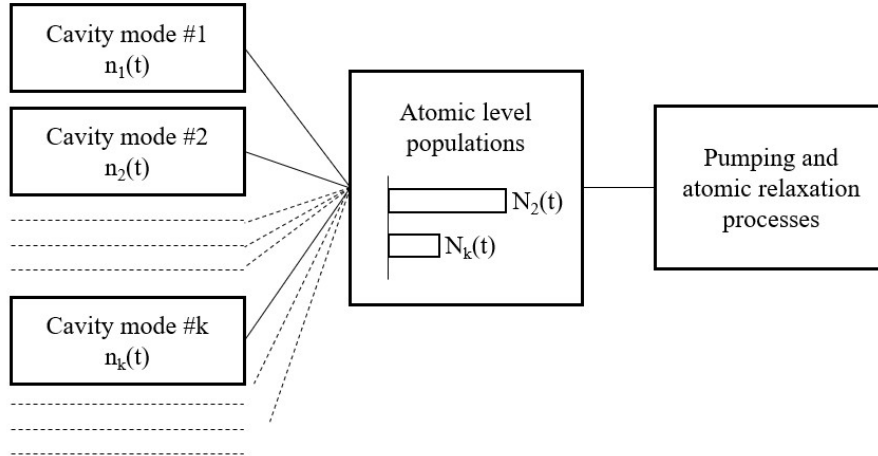 Cavity mode #1
n₁(t)
Cavity mode #2
n₂(t)
Cavity mode #k
nₖ(t)
Atomic level
populations
N₂(t)
Nₖ(t)
Pumping and
atomic relaxation
processes